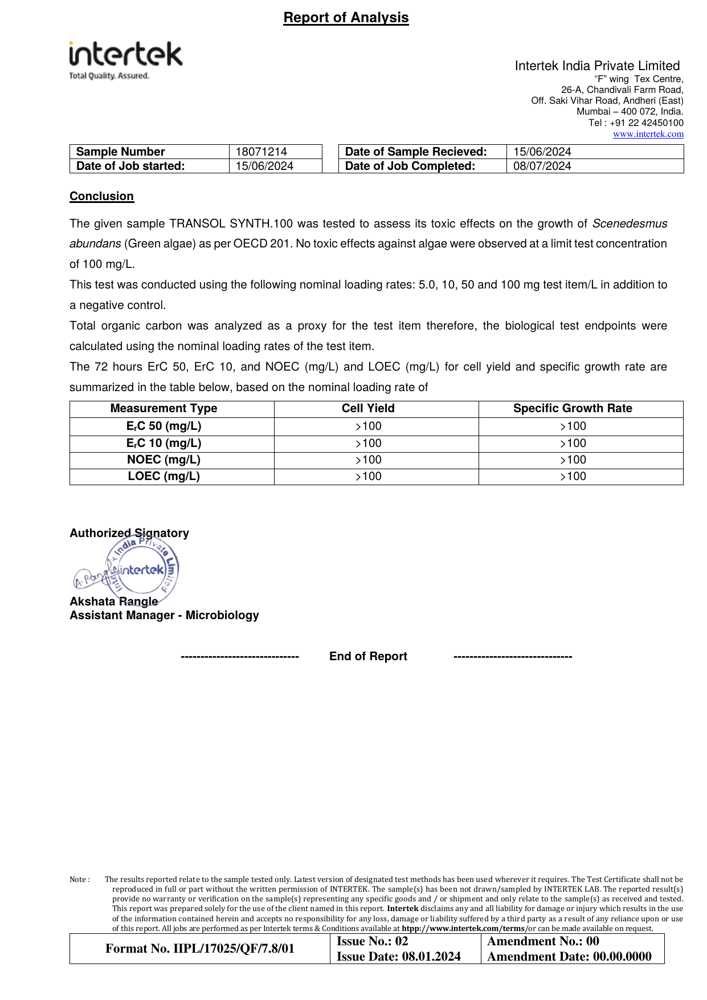 Report of Analysis
intertek
Total Quality. Assured.
Intertek India Private Limited
“F” wing Tex Centre,
26-A, Chandivali Farm Road,
Off. Saki Vihar Road, Andheri (East)
Mumbai – 400 072, India.
Tel : +91 22 42450100
www.intertek.com
Sample Number 18071214 Date of Sample Recieved: 15/06/2024
Date of Job started: 15/06/2024 Date of Job Completed: 08/07/2024
Conclusion
The given sample TRANSOL SYNTH.100 was tested to assess its toxic effects on the growth of Scenedesmus
abundans (Green algae) as per OECD 201. No toxic effects against algae were observed at a limit test concentration
of 100 mg/L.
This test was conducted using the following nominal loading rates: 5.0, 10, 50 and 100 mg test item/L in addition to
a negative control.
Total organic carbon was analyzed as a proxy for the test item therefore, the biological test endpoints were
calculated using the nominal loading rates of the test item.
The 72 hours ErC 50, ErC 10, and NOEC (mg/L) and LOEC (mg/L) for cell yield and specific growth rate are
summarized in the table below, based on the nominal loading rate of
Measurement Type Cell Yield Specific Growth Rate
ErC 50 (mg/L) >100 >100
ErC 10 (mg/L) >100 >100
NOEC (mg/L) >100 >100
LOEC (mg/L) >100 >100
Authorized Signatory
Intertek India Private Limited
intertek
A. Rangle
Akshata Rangle
Assistant Manager - Microbiology
------------------------------ End of Report ------------------------------
Note : The results reported relate to the sample tested only. Latest version of designated test methods has been used wherever it requires. The Test Certificate shall not be
reproduced in full or part without the written permission of INTERTEK. The sample(s) has been not drawn/sampled by INTERTEK LAB. The reported result(s)
provide no warranty or verification on the sample(s) representing any specific goods and / or shipment and only relate to the sample(s) as received and tested.
This report was prepared solely for the use of the client named in this report. Intertek disclaims any and all liability for damage or injury which results in the use
of the information contained herein and accepts no responsibility for any loss, damage or liability suffered by a third party as a result of any reliance upon or use
of this report. All jobs are performed as per Intertek terms & Conditions available at htpp://www.intertek.com/terms/or can be made available on request.
Format No. IIPL/17025/QF/7.8/01 Issue No.: 02 Amendment No.: 00
Issue Date: 08.01.2024 Amendment Date: 00.00.0000